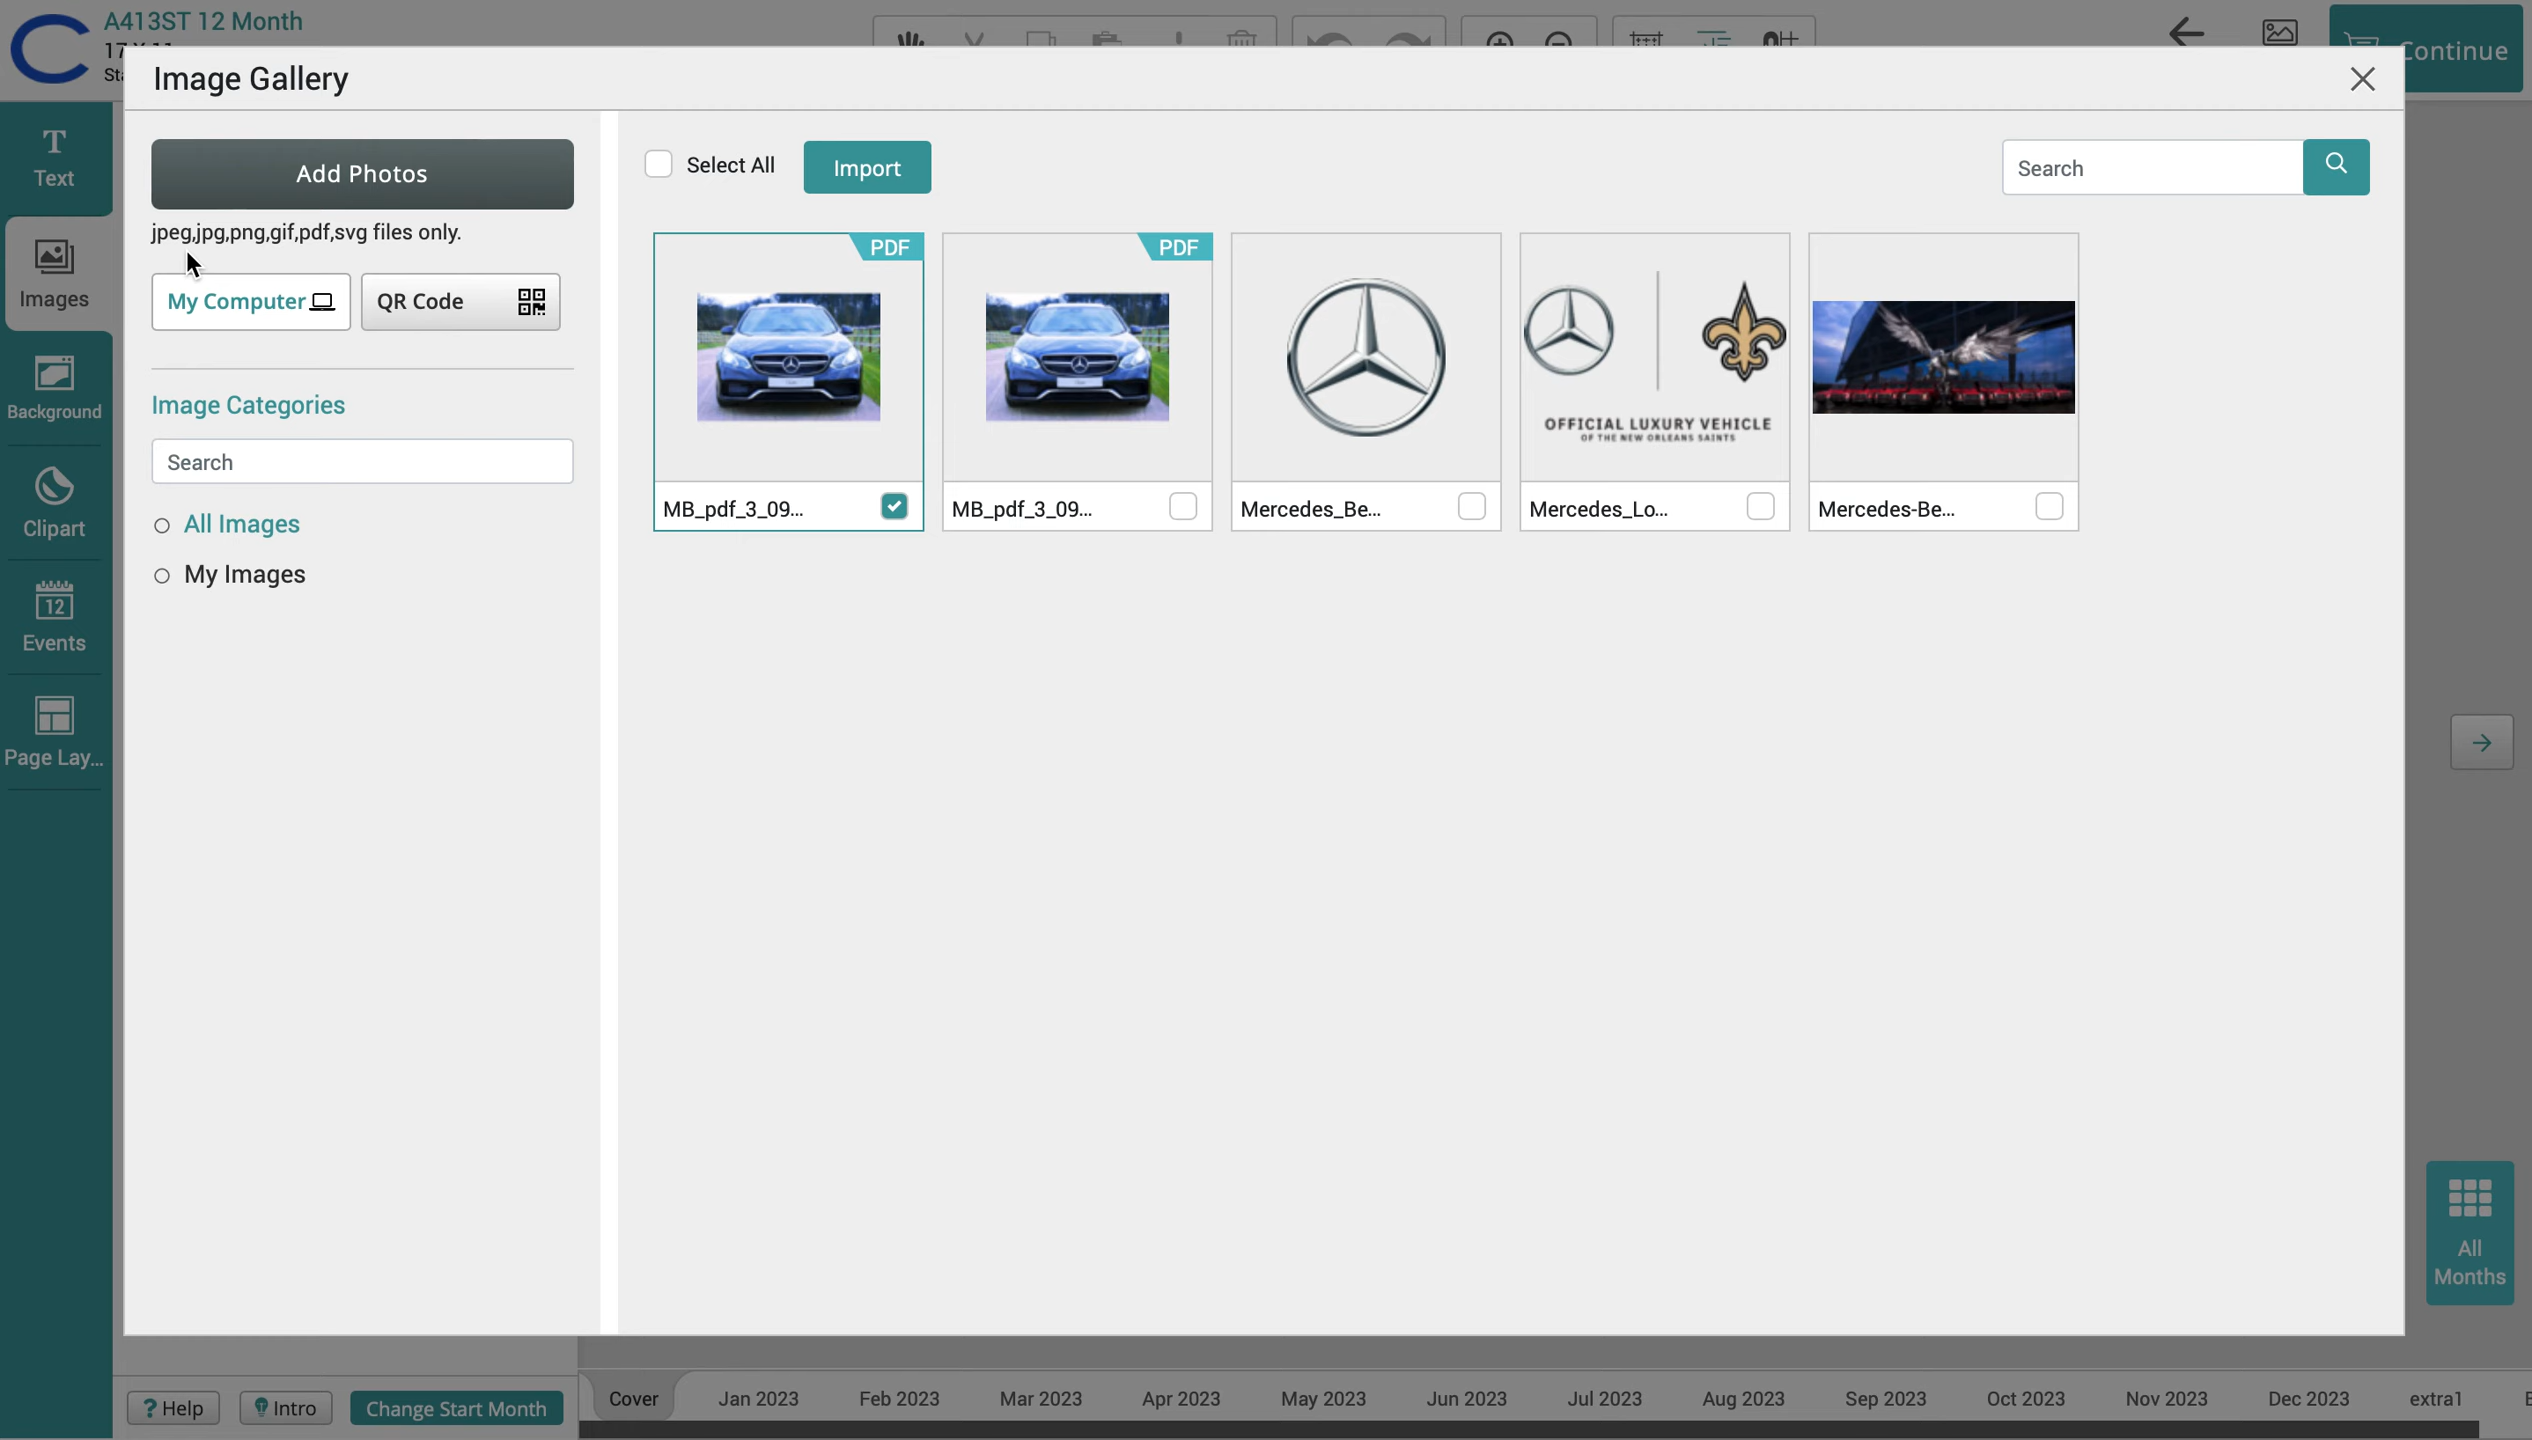 A413ST 12 Month
Continue
Image Gallery
Add Photos
jpeg,jpg,png,gif,pdf,svg files only.
My Computer
QR Code
Image Categories
Search
All Images
My Images
Select All
Import
Search
PDF
PDF
OFFICIAL LUXURY VEHICLE
OF THE NEW ORLEANS SAINTS
MB_pdf_3_09...
MB_pdf_3_09...
Mercedes_Be...
Mercedes_Lo...
Mercedes-Be...
Text
Images
Background
Clipart
12
Events
Page Lay...
All
Months
? Help
Intro
Change Start Month
Cover
Jan 2023
Feb 2023
Mar 2023
Apr 2023
May 2023
Jun 2023
Jul 2023
Aug 2023
Sep 2023
Oct 2023
Nov 2023
Dec 2023
extra1